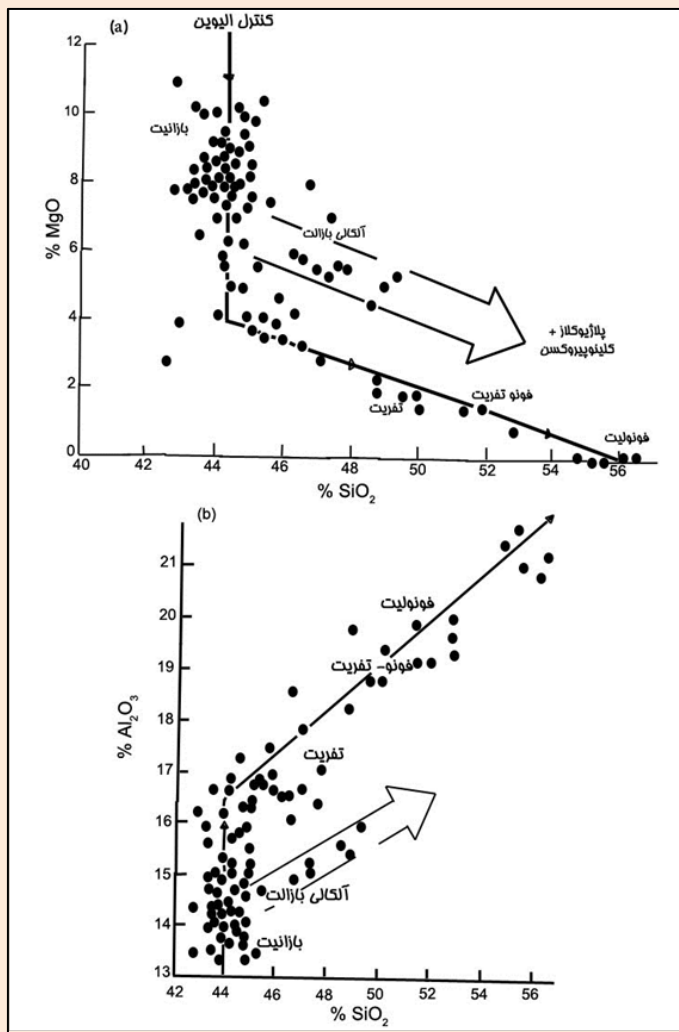 (a)
کنترل الیوین
12
10
8
6
4
2
0
% MgO
بازانیت
آلکالی بازالت
پلاژیوکلاز +
کلینوپیروکسن
تفریت
فونو تفریت
فونولیت
40 42 44 46 48 50 52 54 56
% SiO2
(b)
21
20
19
18
17
16
15
14
13
% Al2O3
فونولیت
فونو- تفریت
تفریت
آلکالی بازالت
بازانیت
42 44 46 48 50 52 54 56
% SiO2